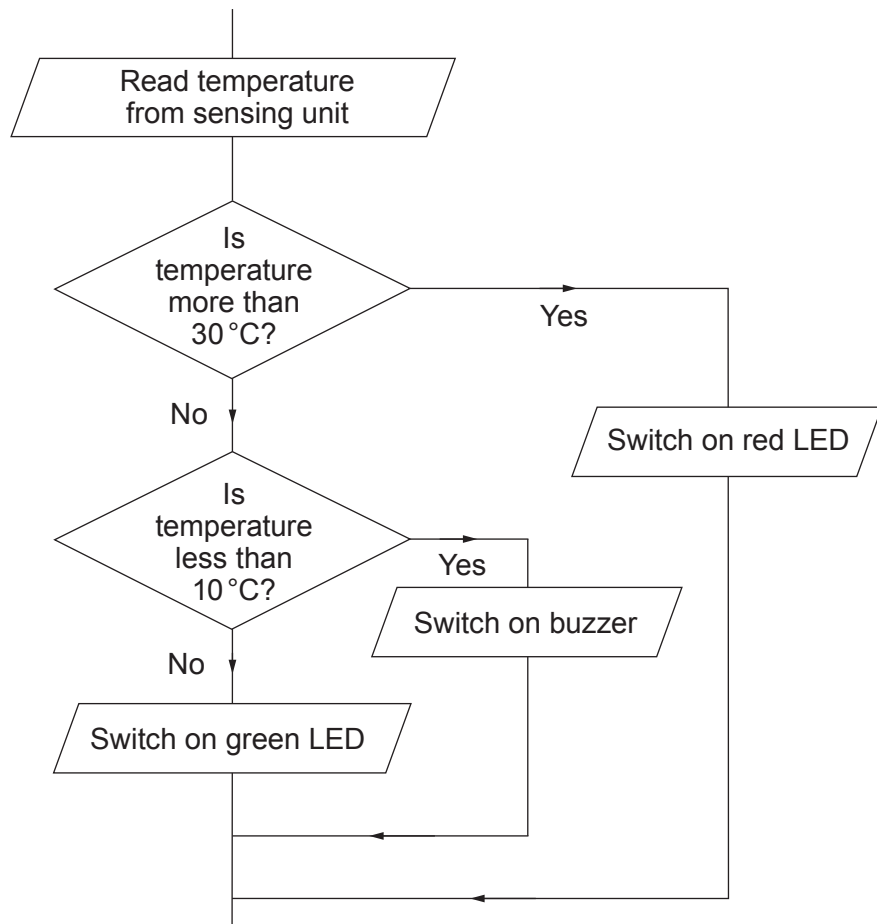 Read temperature
from sensing unit
Is
temperature
more than
30 °C?
Yes
No
Switch on red LED
Is
temperature
less than
10 °C?
Yes
Switch on buzzer
No
Switch on green LED